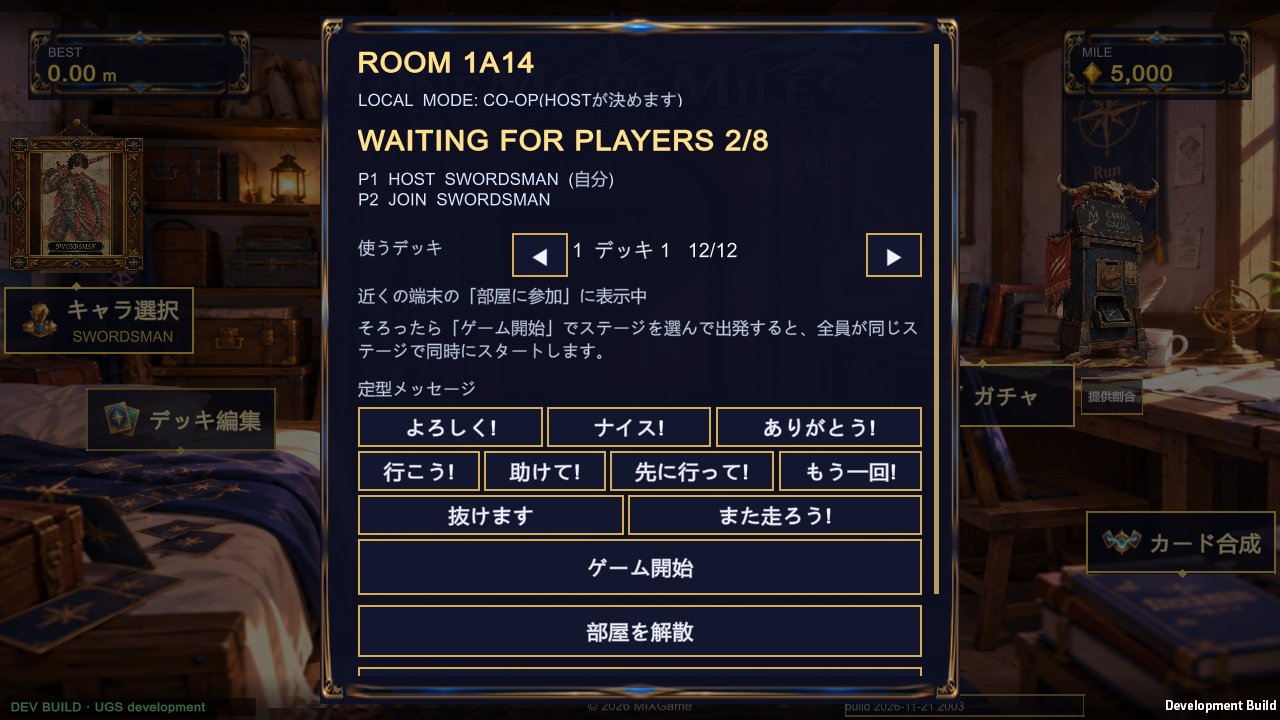 BEST
0.00 m
MILE
5,000
ROOM 1A14
LOCAL MODE: CO-OP(HOSTが決めます)
WAITING FOR PLAYERS 2/8
P1 HOST SWORDSMAN (自分)
P2 JOIN SWORDSMAN
使うデッキ
◀ 1 デッキ 1 12/12 ▶
近くの端末の「部屋に参加」に表示中
そろったら「ゲーム開始」でステージを選んで出発すると、全員が同じス
テージで同時にスタートします。
定型メッセージ
よろしく! ナイス! ありがとう!
行こう! 助けて! 先に行って! もう一回!
抜けます また走ろう!
ゲーム開始
部屋を解散
SWORDSMAN
キャラ選択
SWORDSMAN
デッキ編集
Run
CARD
GACHA
ガチャ
提供割合
カード合成
DEV BUILD · UGS development
© 2026 MiXGame
build 2026-11-21 2003
Development Build